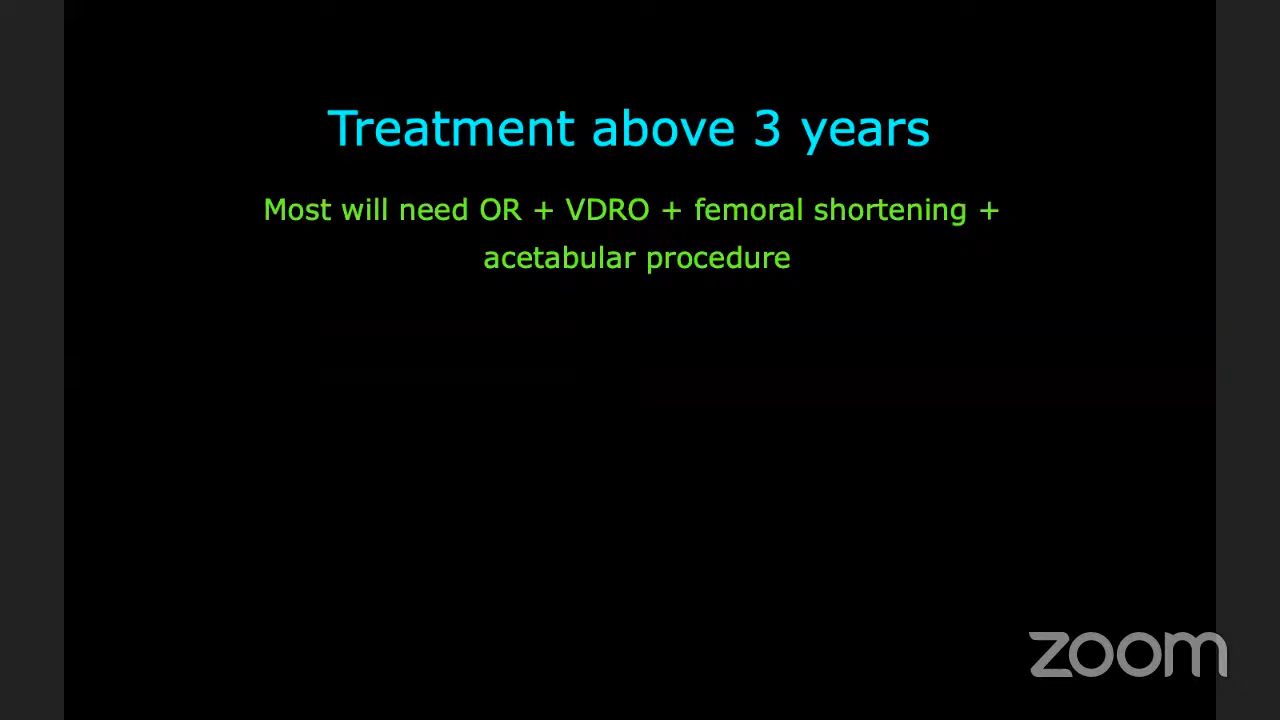 Treatment above 3 years
Most will need OR + VDRO + femoral shortening +
acetabular procedure
zoom